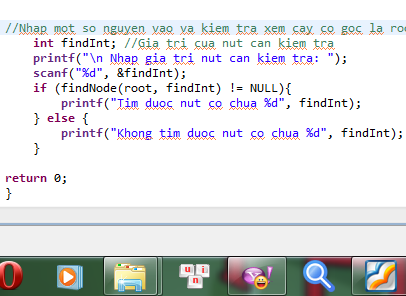 //Nhap mot so nguyen vao va kiem tra xem cay co goc la
int findInt; //Gia tri cua nut can kiem tra
printf("\n Nhap gia tri nut can kiem tra: ");
scanf("%d", &findInt);
if (findNode(root, findInt) != NULL){
printf("Tim duoc nut co chua %d", findInt);
} else {
printf("Khong tim duoc nut co chua %d", findInt);
}
return 0;
}
u i
n